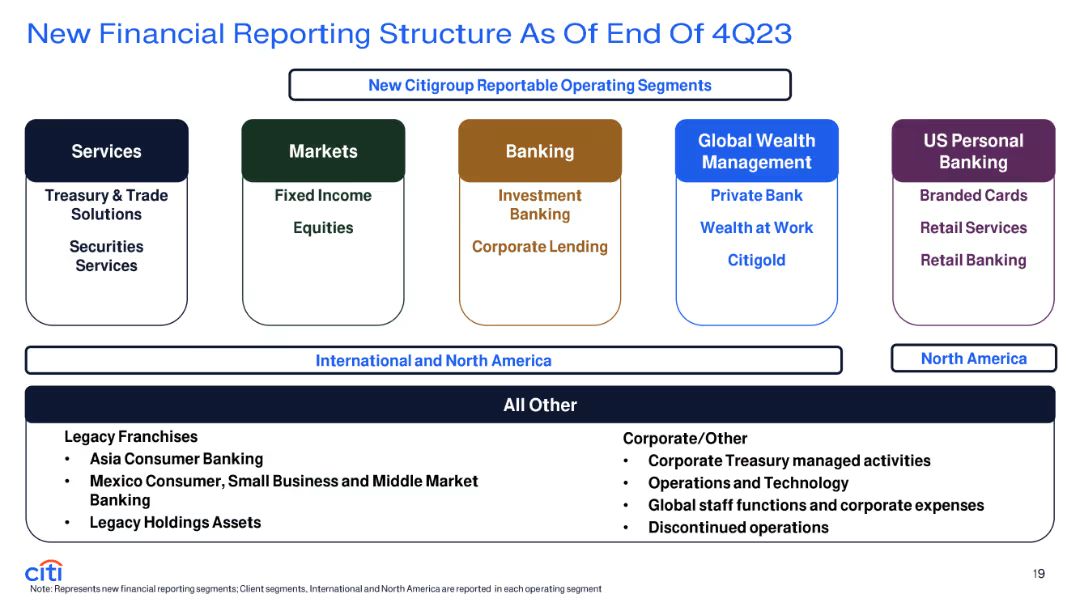 New Financial Reporting Structure As Of End Of 4Q23
New Citigroup Reportable Operating Segments
Services
Treasury & Trade
Solutions
Securities
Services
Markets
Fixed Income
Equities
Banking
Investment
Banking
Corporate Lending
Global Wealth
Management
Private Bank
Wealth at Work
Citigold
US Personal
Banking
Branded Cards
Retail Services
Retail Banking
International and North America
North America
All Other
Legacy Franchises
• Asia Consumer Banking
• Mexico Consumer, Small Business and Middle Market
Banking
• Legacy Holdings Assets
Corporate/Other
• Corporate Treasury managed activities
• Operations and Technology
• Global staff functions and corporate expenses
• Discontinued operations
citi
Note: Represents new financial reporting segments; Client segments, International and North America are reported in each operating segment
19